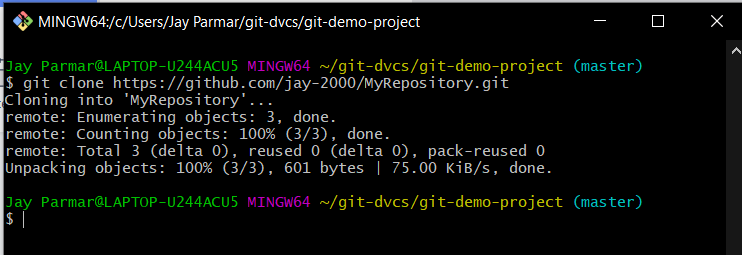 MINGW64:/c/Users/Jay Parmar/git-dvcs/git-demo-project
Jay Parmar@LAPTOP-U244ACU5 MINGW64 ~/git-dvcs/git-demo-project (master)
$ git clone https://github.com/jay-2000/MyRepository.git
Cloning into 'MyRepository'...
remote: Enumerating objects: 3, done.
remote: Counting objects: 100% (3/3), done.
remote: Total 3 (delta 0), reused 0 (delta 0), pack-reused 0
Unpacking objects: 100% (3/3), 601 bytes | 75.00 KiB/s, done.
Jay Parmar@LAPTOP-U244ACU5 MINGW64 ~/git-dvcs/git-demo-project (master)
$